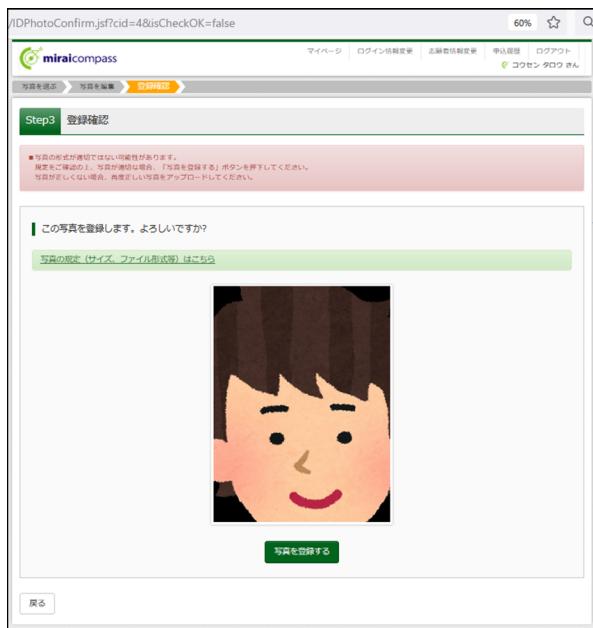 /IDPhotoConfirm.jsf?cid=4&isCheckOK=false 60%
miraicompass
マイページ ログイン情報変更 志願者情報変更 申込履歴 ログアウト
コウセン タロウ さん
写真を選ぶ 写真を編集 登録確認
Step3 登録確認
■写真の形式が適切ではない可能性があります。
規定をご確認の上、写真が適切な場合、「写真を登録する」ボタンを押下してください。
写真が正しくない場合、再度正しい写真をアップロードしてください。
この写真を登録します。よろしいですか?
写真の規定（サイズ、ファイル形式等）はこちら
写真を登録する
戻る